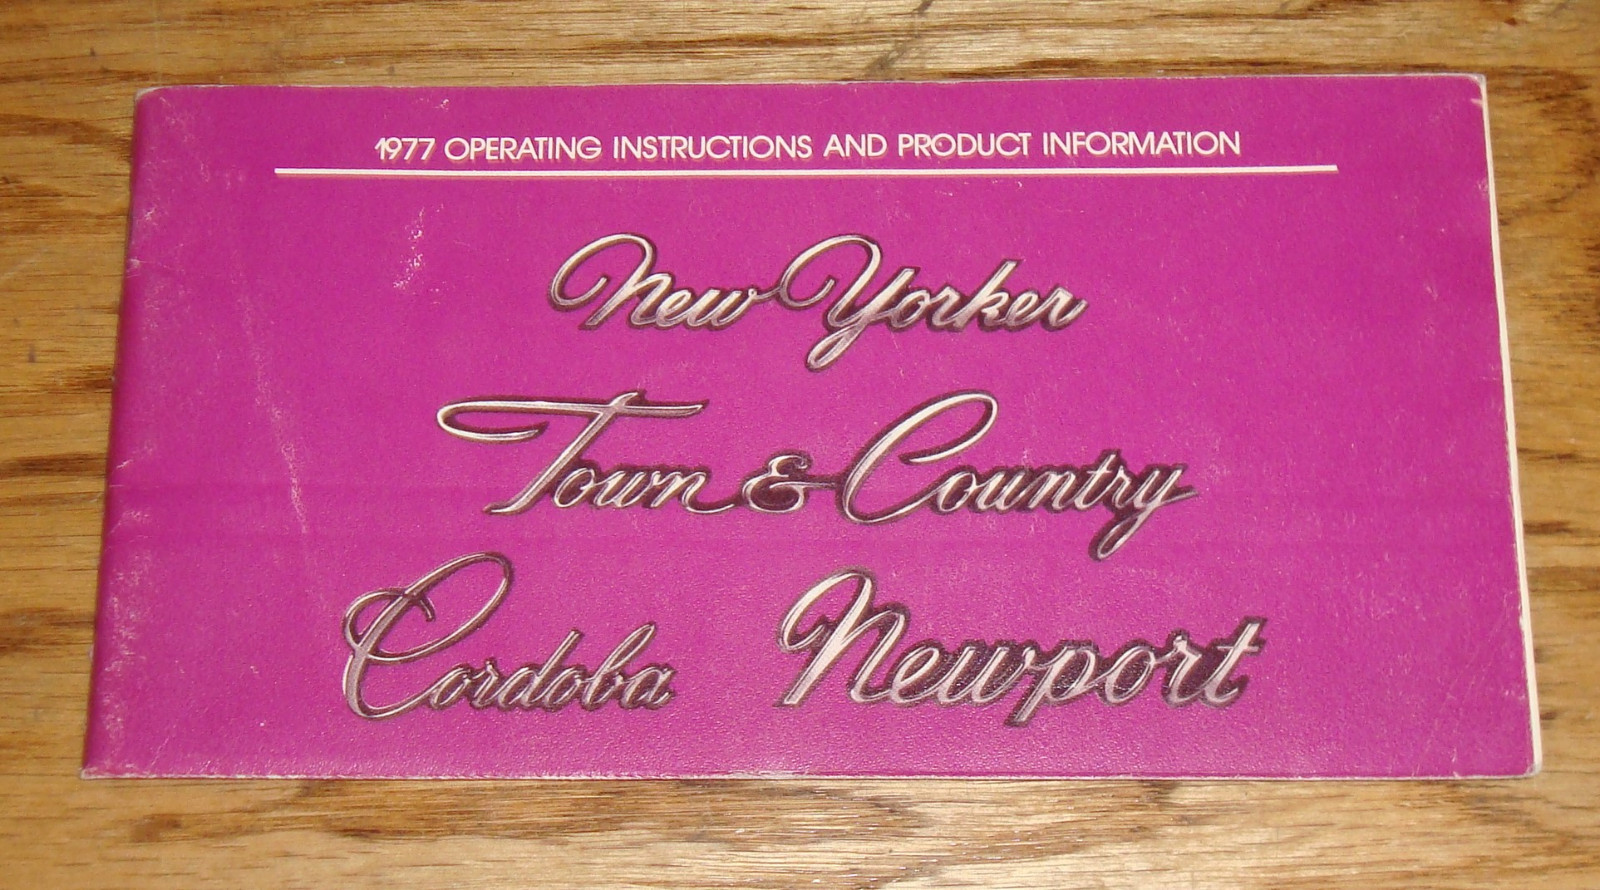 1977 OPERATING INSTRUCTIONS AND PRODUCT INFORMATION
New Yorker
Town & Country
Cordoba Newport